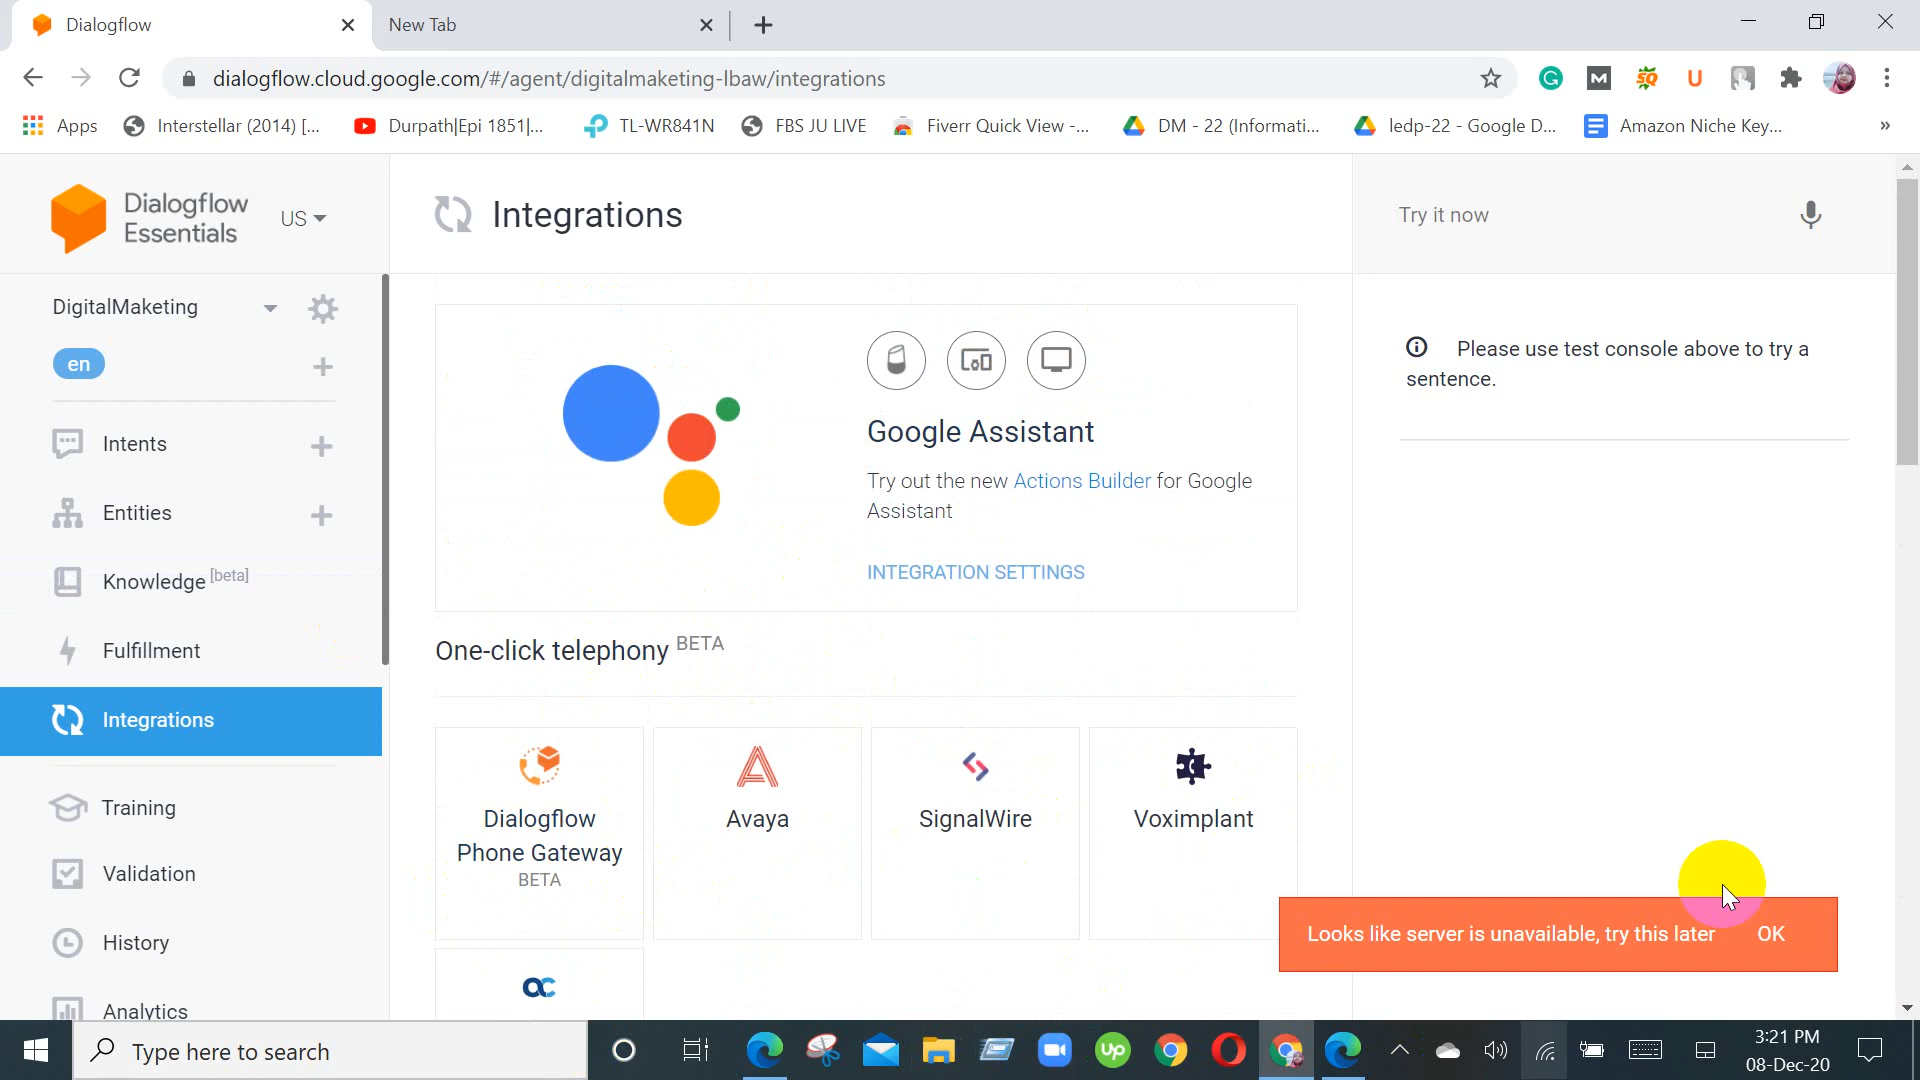 Dialogflow
New Tab
dialogflow.cloud.google.com/#/agent/digitalmaketing-lbaw/integrations
Apps
Interstellar (2014) [...
Durpath|Epi 1851|...
TL-WR841N
FBS JU LIVE
Fiverr Quick View -...
DM - 22 (Informati...
ledp-22 - Google D...
Amazon Niche Key...
»
Dialogflow
Essentials
US
Integrations
Try it now
DigitalMaketing
en
Intents
Entities
Knowledge [beta]
Fulfillment
Integrations
Training
Validation
History
Analytics
Google Assistant
Try out the new Actions Builder for Google
Assistant
INTEGRATION SETTINGS
One-click telephony BETA
Dialogflow
Phone Gateway
BETA
Avaya
SignalWire
Voximplant
Please use test console above to try a
sentence.
Looks like server is unavailable, try this later OK
Type here to search
3:21 PM
08-Dec-20